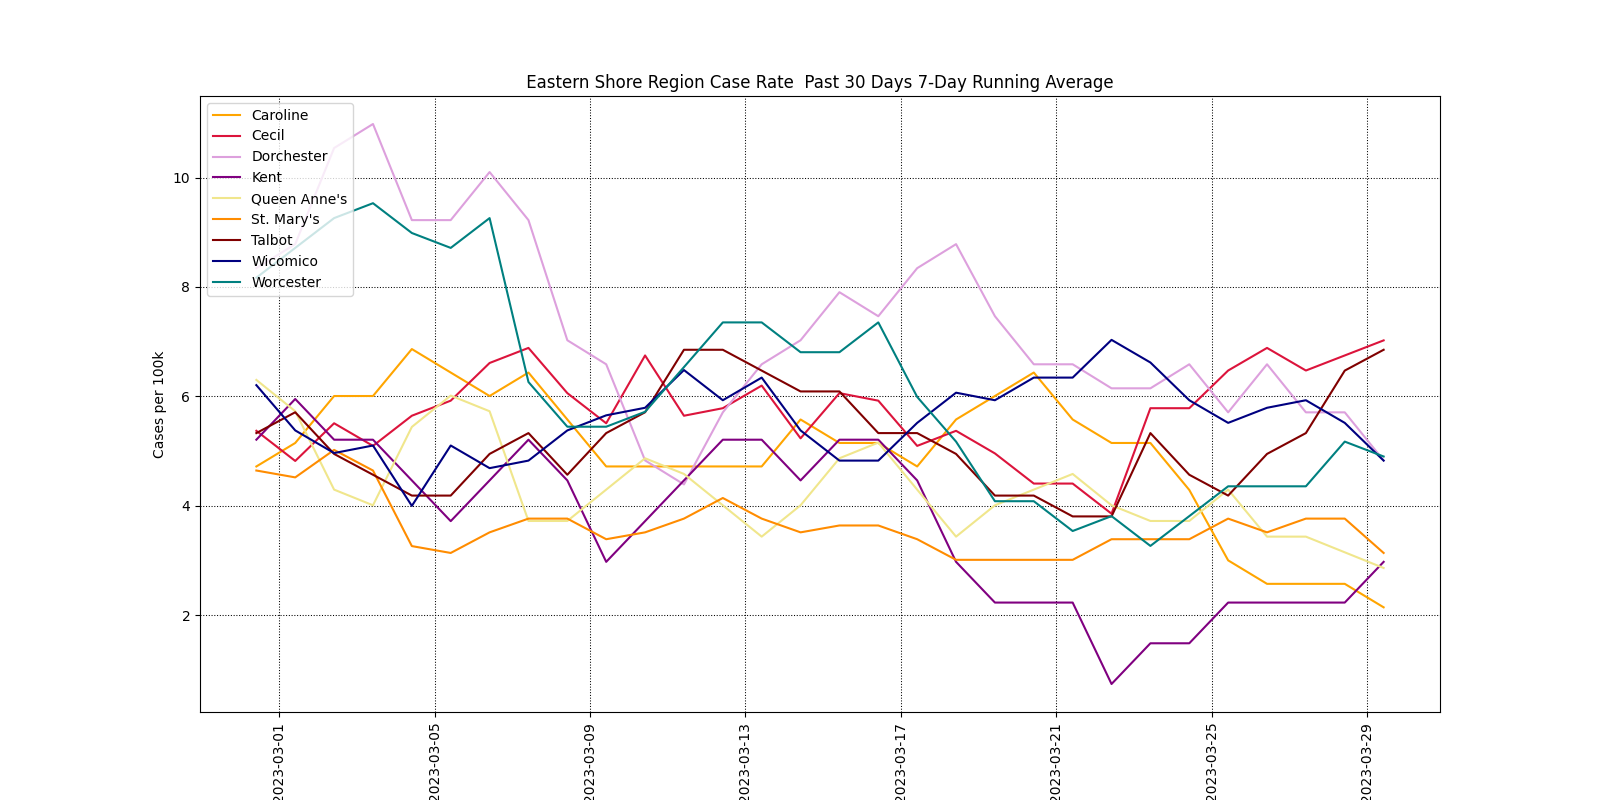 Eastern Shore Region Case Rate  Past 30 Days 7-Day Running Average
Caroline
Cecil
Dorchester
Kent
Queen Anne's
St. Mary's
Talbot
Wicomico
Worcester
Cases per 100k
10
8
6
4
2
2023-03-01
2023-03-05
2023-03-09
2023-03-13
2023-03-17
2023-03-21
2023-03-25
2023-03-29